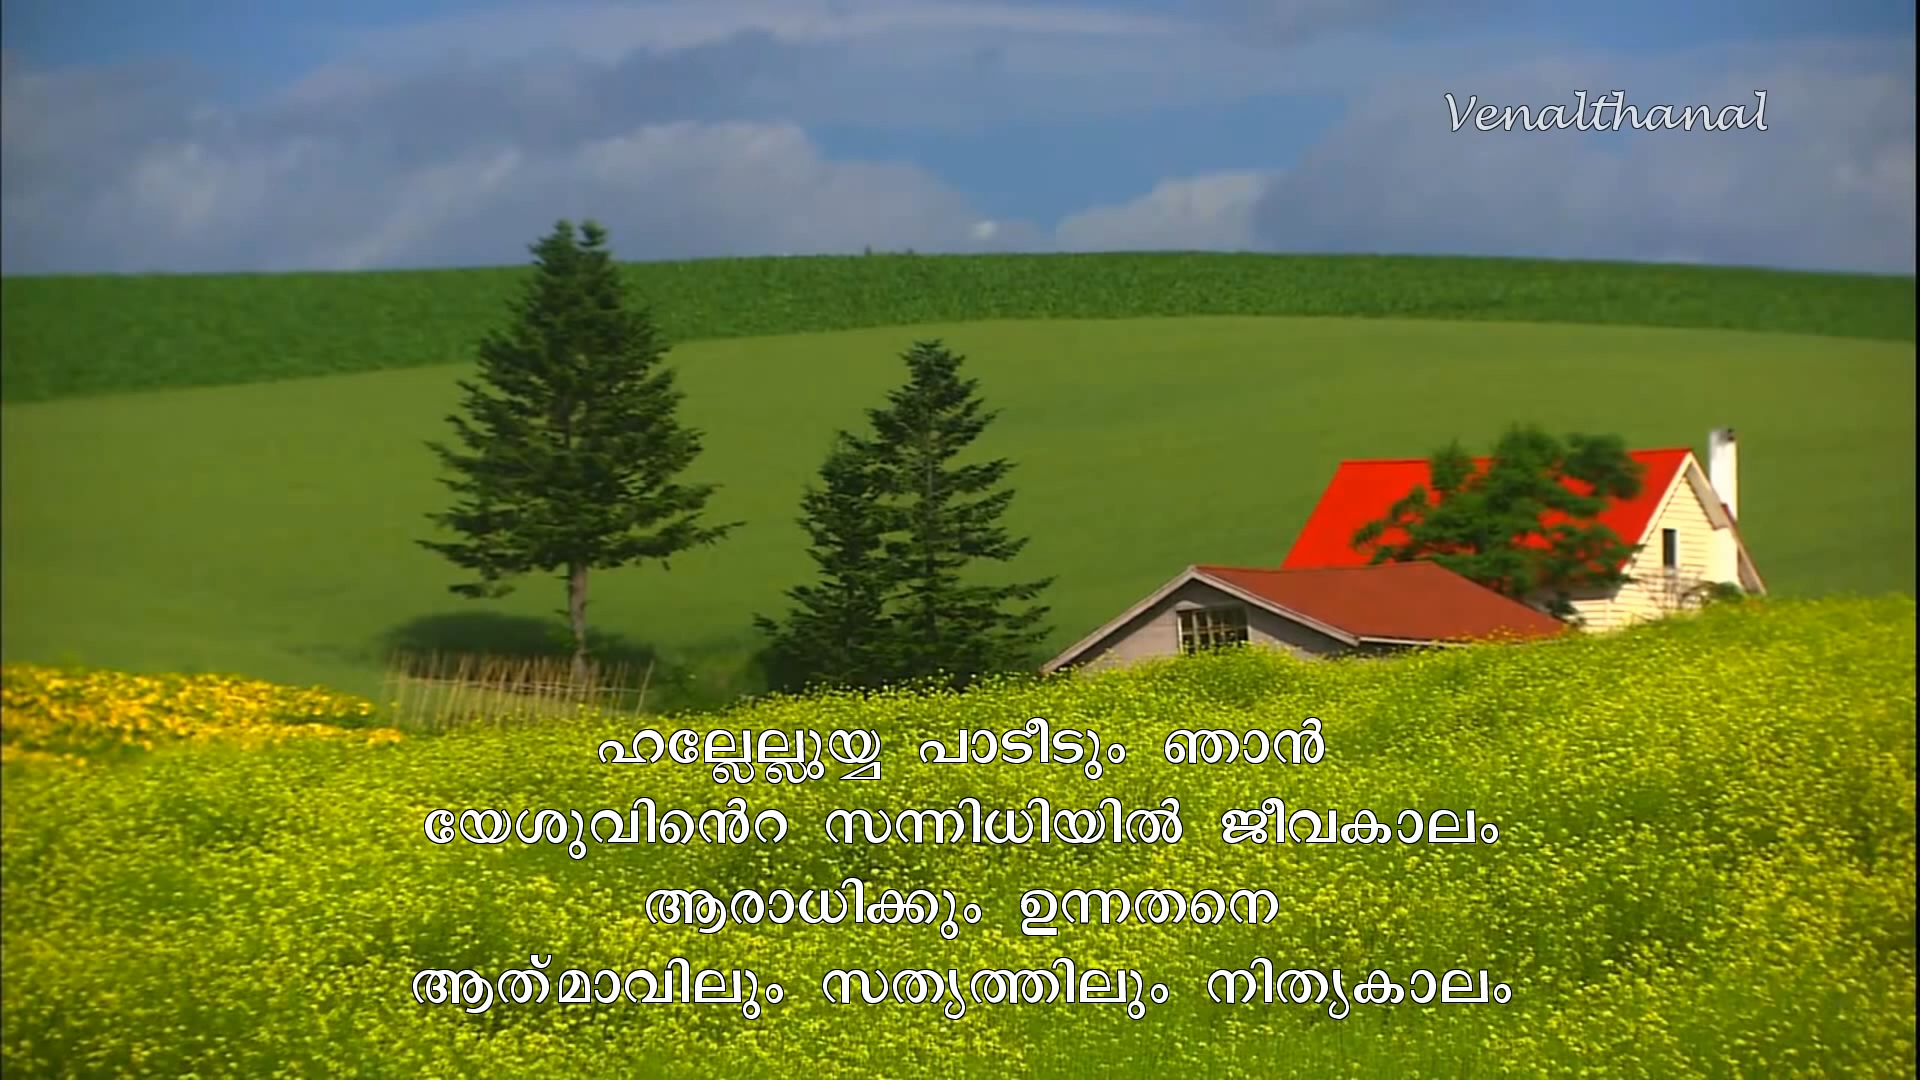 Venalthanal
ഹല്ലേല്ലുയ്യ പാടീടും ഞാൻ
യേശുവിൻെറ സന്നിധിയിൽ ജീവകാലം
ആരാധിക്കും ഉന്നതനെ
ആത്മാവിലും സത്യത്തിലും നിത്യകാലം